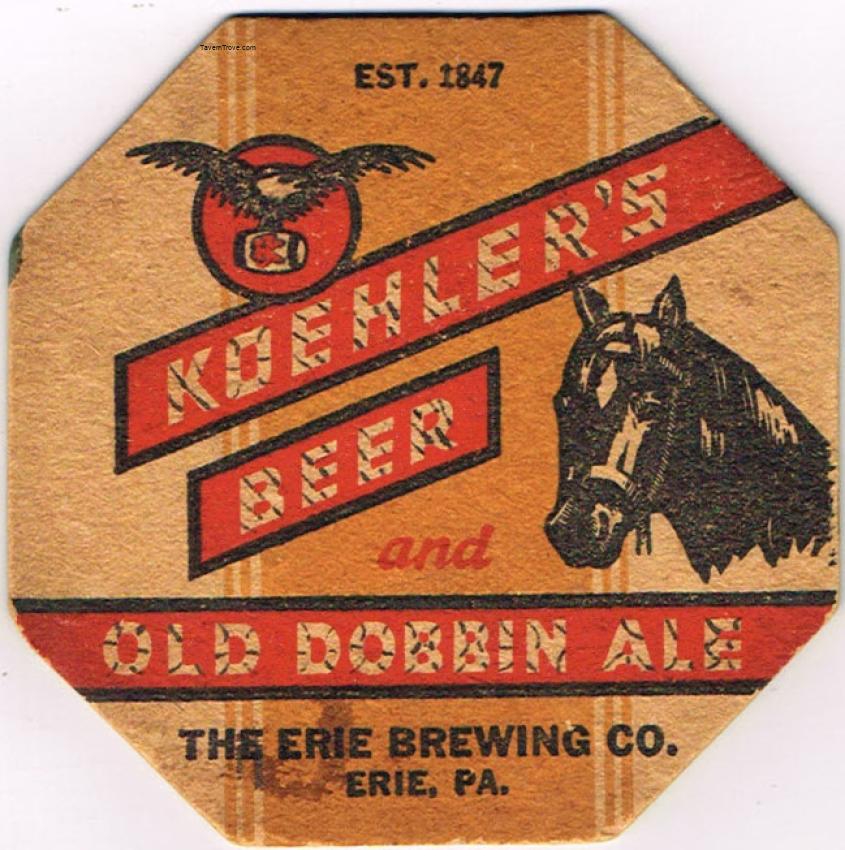 TavernTrove.com
EST. 1847
KOEHLER'S
BEER
and
OLD DOBBIN ALE
THE ERIE BREWING CO.
ERIE, PA.